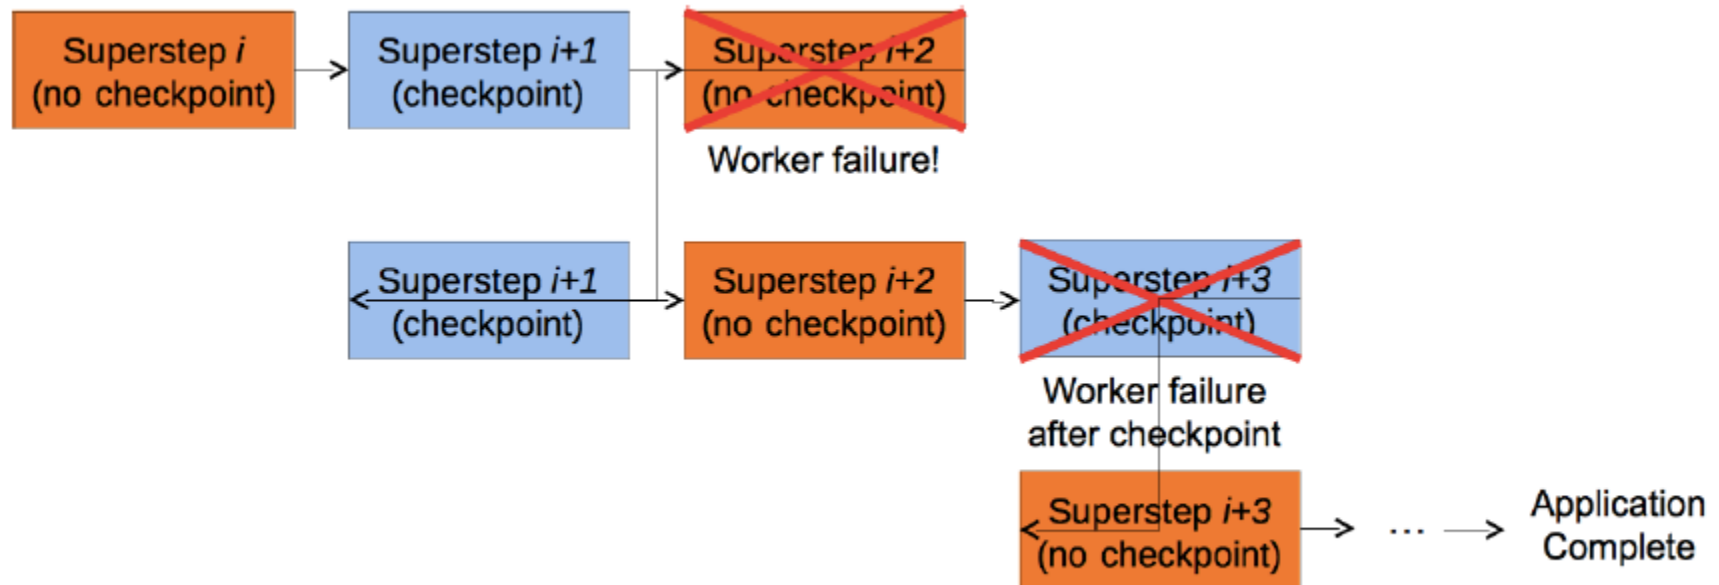 Superstep i
(no checkpoint)
Superstep i+1
(checkpoint)
Superstep i+2
(no checkpoint)
Worker failure!
Superstep i+1
(checkpoint)
Superstep i+2
(no checkpoint)
Superstep i+3
(checkpoint)
Worker failure
after checkpoint
Superstep i+3
(no checkpoint)
...
Application
Complete